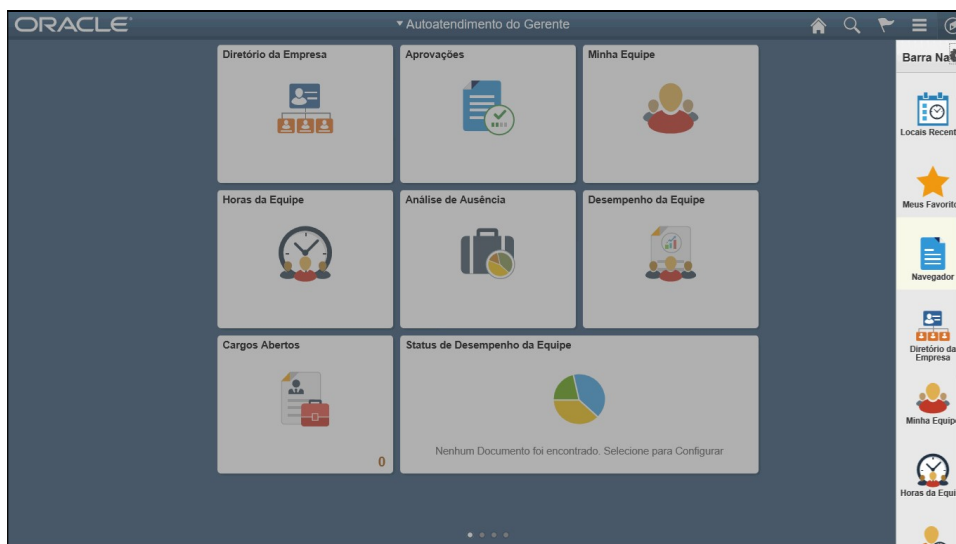 ORACLE
Autoatendimento do Gerente
Diretório da Empresa
Aprovações
Minha Equipe
Barra Na
Locais Recent
Meus Favorito
Horas da Equipe
Análise de Ausência
Desempenho da Equipe
Navegador
Cargos Abertos
Status de Desempenho da Equipe
Diretório da
Empresa
Minha Equipe
0
Nenhum Documento foi encontrado. Selecione para Configurar
Horas da Equi